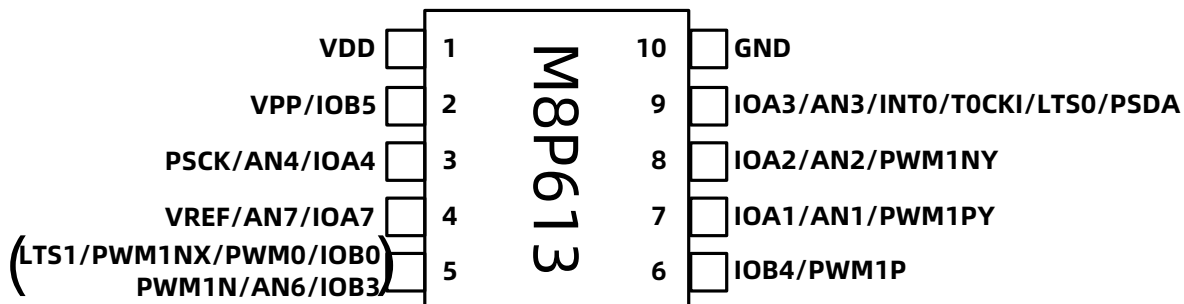 VDD 1 10 GND
VPP/IOB5 2 9 IOA3/AN3/INT0/T0CKI/LTS0/PSDA
PSCK/AN4/IOA4 3 8 IOA2/AN2/PWM1NY
VREF/AN7/IOA7 4 7 IOA1/AN1/PWM1PY
(LTS1/PWM1NX/PWM0/IOB0
PWM1N/AN6/IOB3) 5 6 IOB4/PWM1P
M8P613